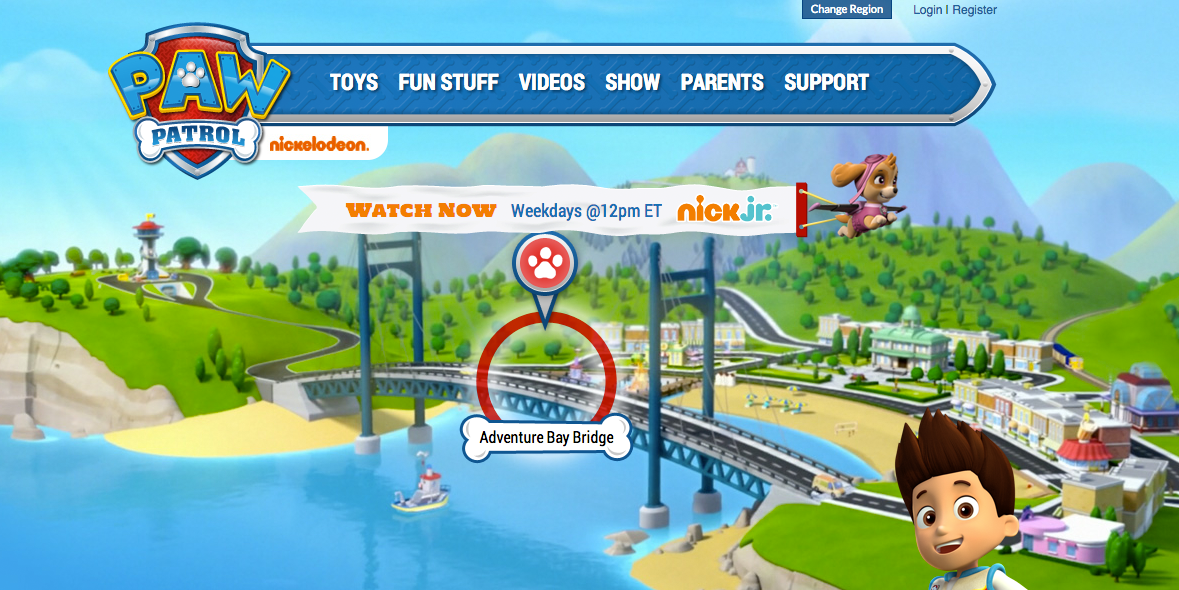 Change Region
Login | Register
PAW
PATROL
nickelodeon.
TOYS FUN STUFF VIDEOS SHOW PARENTS SUPPORT
WATCH NOW Weekdays @12pm ET nick jr.
Adventure Bay Bridge